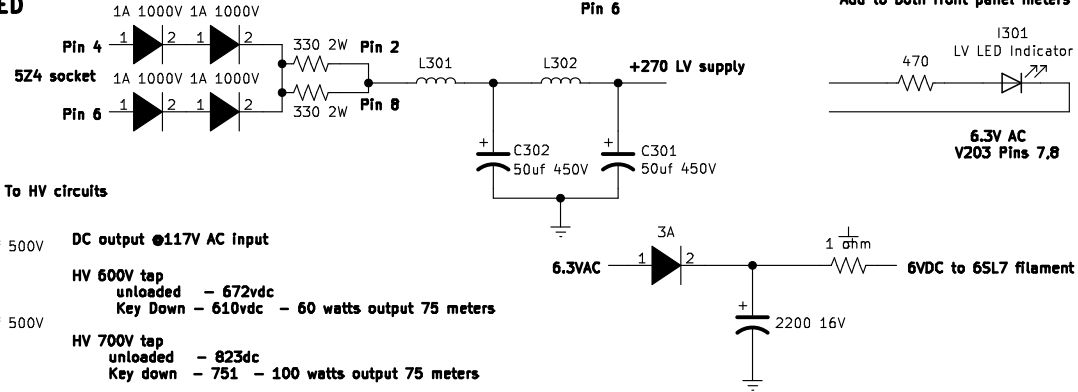 ED
Pin 6
Add to both front panel meters
1A 1000V 1A 1000V
Pin 4
1 2 1 2
330 2W
Pin 2
5Z4 socket
1A 1000V 1A 1000V
Pin 6
1 2 1 2
330 2W
Pin 8
L301
L302
+270 LV supply
I301
LV LED Indicator
470
6.3V AC
V203 Pins 7,8
+
C302
50uf 450V
+
C301
50uf 450V
To HV circuits
500V
DC output @117V AC input
HV 600V tap
unloaded - 672vdc
Key Down - 610vdc - 60 watts output 75 meters
500V
HV 700V tap
unloaded - 823dc
Key down - 751 - 100 watts output 75 meters
3A
6.3VAC
1 2
1 ohm
6VDC to 6SL7 filament
+
2200 16V